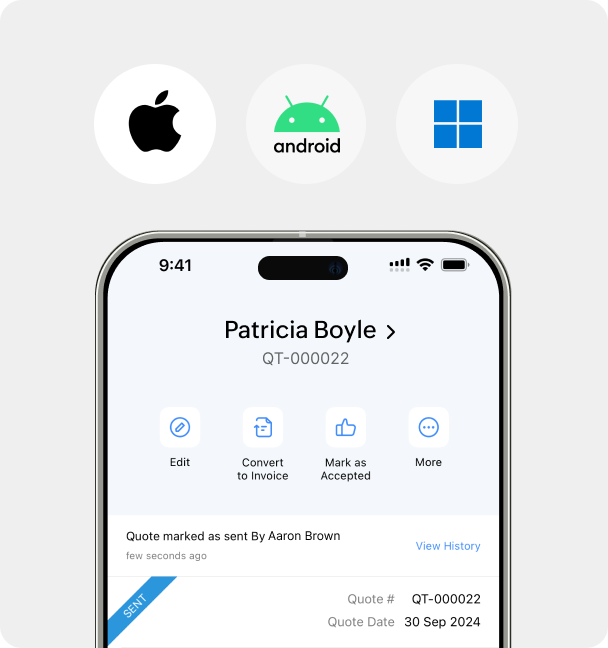 android
9:41
Patricia Boyle
QT-000022
Edit
Convert
to Invoice
Mark as
Accepted
More
Quote marked as sent By Aaron Brown
few seconds ago
View History
SENT
Quote # QT-000022
Quote Date 30 Sep 2024